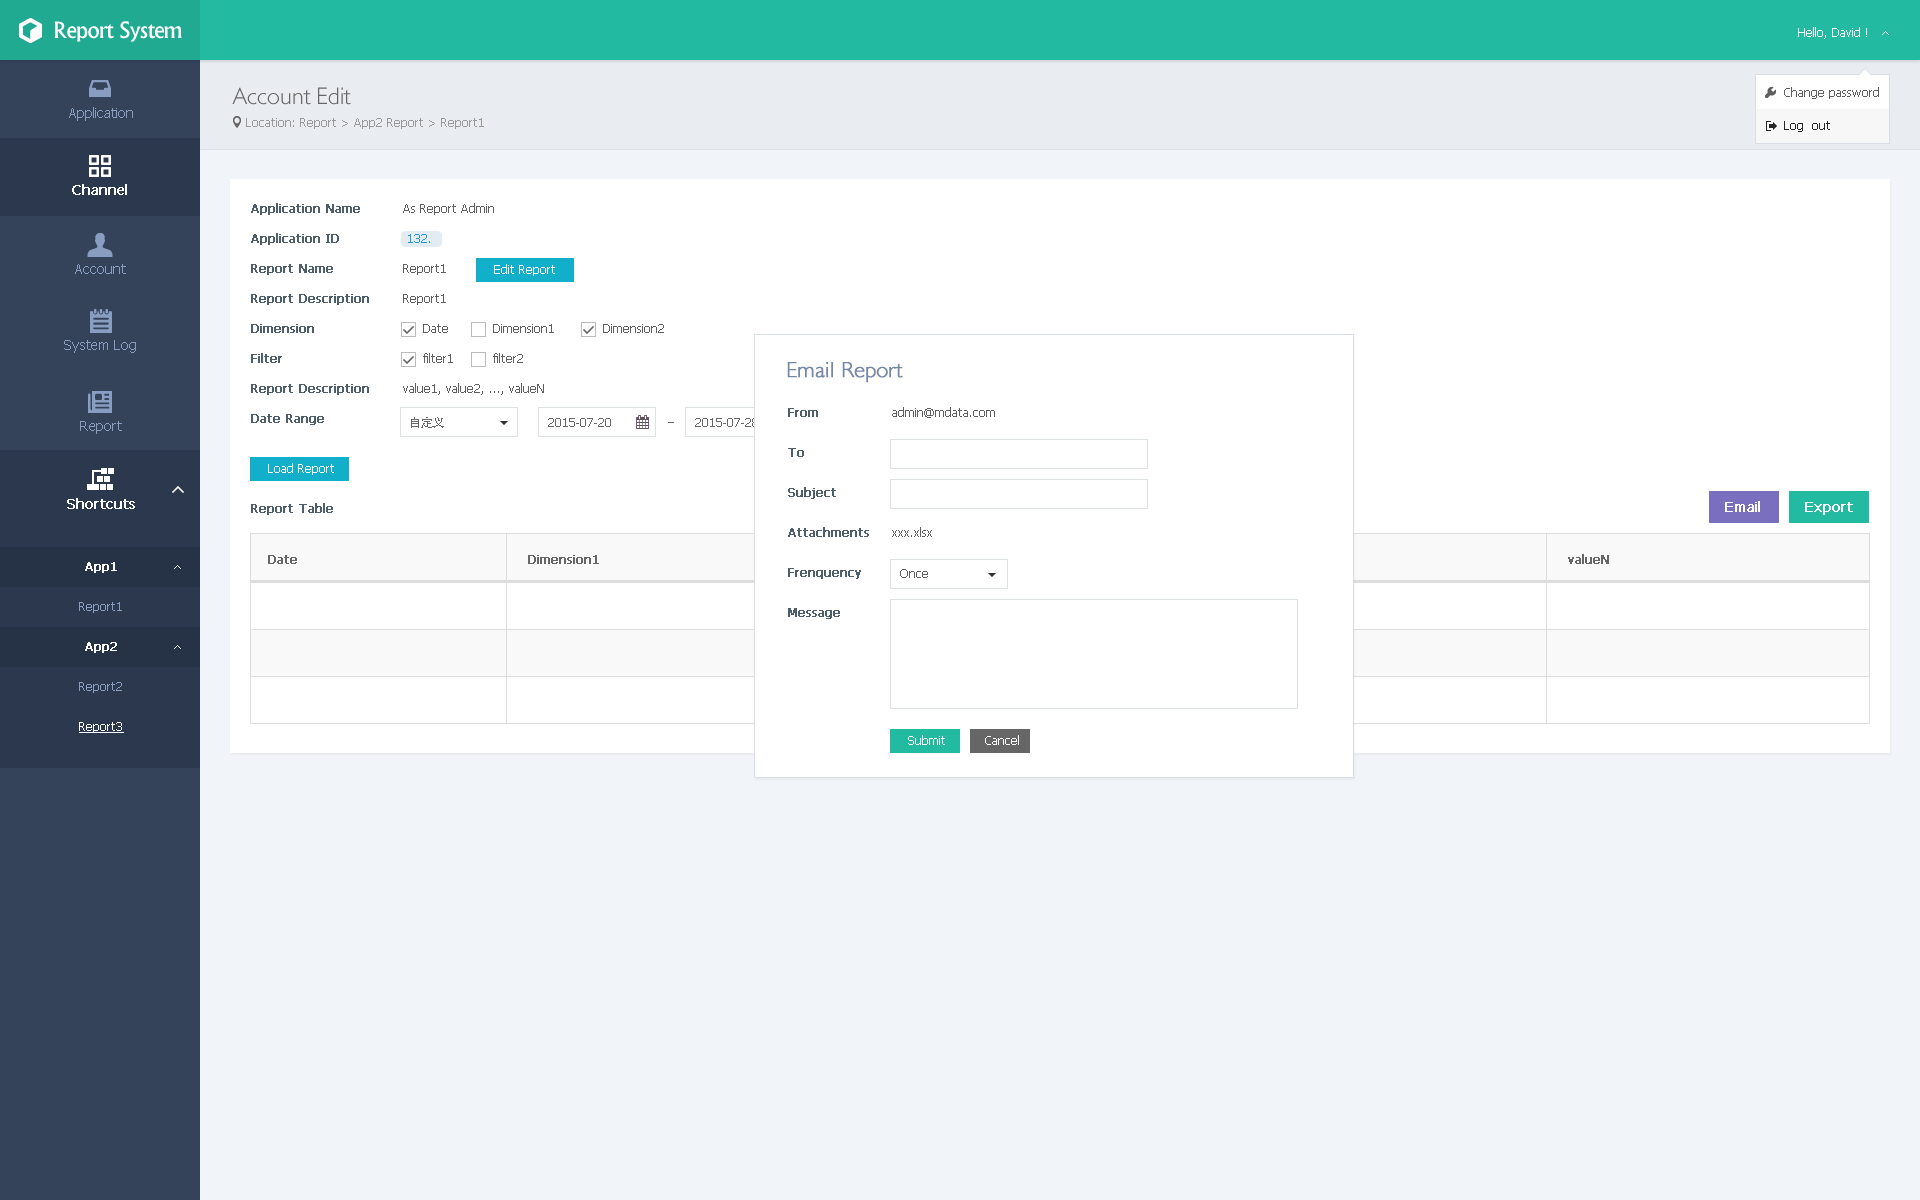 Report System
Hello, David !
Change password
Log out
Application
Channel
Account
System Log
Report
Shortcuts
App1
Report1
App2
Report2
Report3
Account Edit
Location: Report > App2 Report > Report1
Application Name As Report Admin
Application ID 132.
Report Name Report1 Edit Report
Report Description Report1
Dimension Date Dimension1 Dimension2
Filter filter1 filter2
Report Description value1, value2, ..., valueN
Date Range 自定义 2015-07-20 – 2015-07-28
Load Report
Report Table Email Export
Date Dimension1 valueN
Email Report
From admin@mdata.com
To
Subject
Attachments xxx.xlsx
Frenquency Once
Message
Submit Cancel